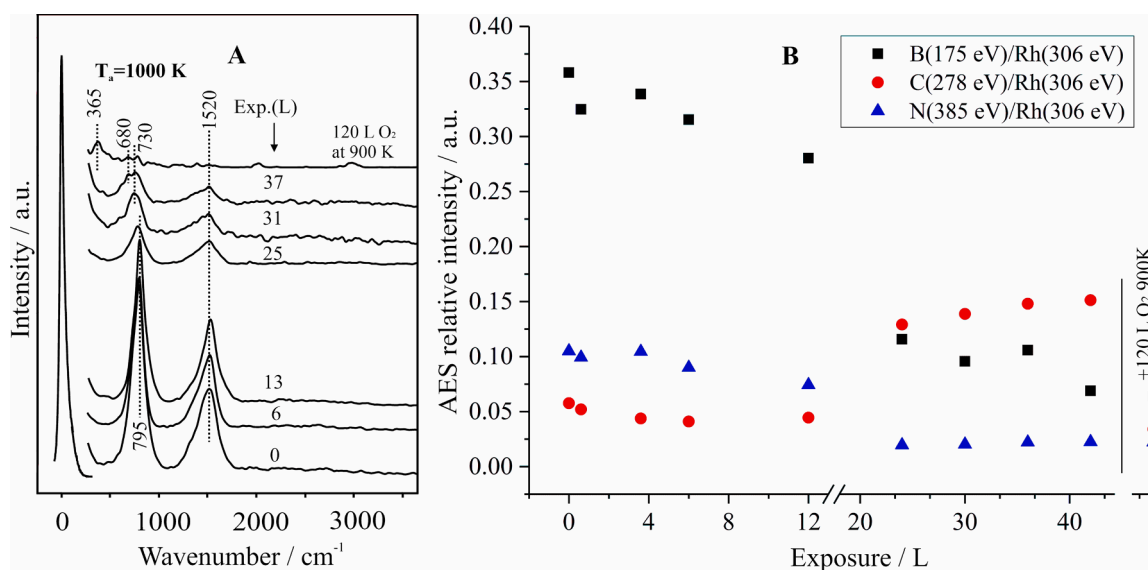 A
T_a=1000 K
365
680
730
Exp.(L)
1520
120 L O₂
at 900 K
37
31
25
13
6
0
795
Intensity / a.u.
0 1000 2000 3000
Wavenumber / cm⁻¹
B
B(175 eV)/Rh(306 eV)
C(278 eV)/Rh(306 eV)
N(385 eV)/Rh(306 eV)
AES relative intensity / a.u.
0.40
0.35
0.30
0.25
0.20
0.15
0.10
0.05
0.00
+120 L O₂ 900K
0 4 8 12 20 30 40
Exposure / L